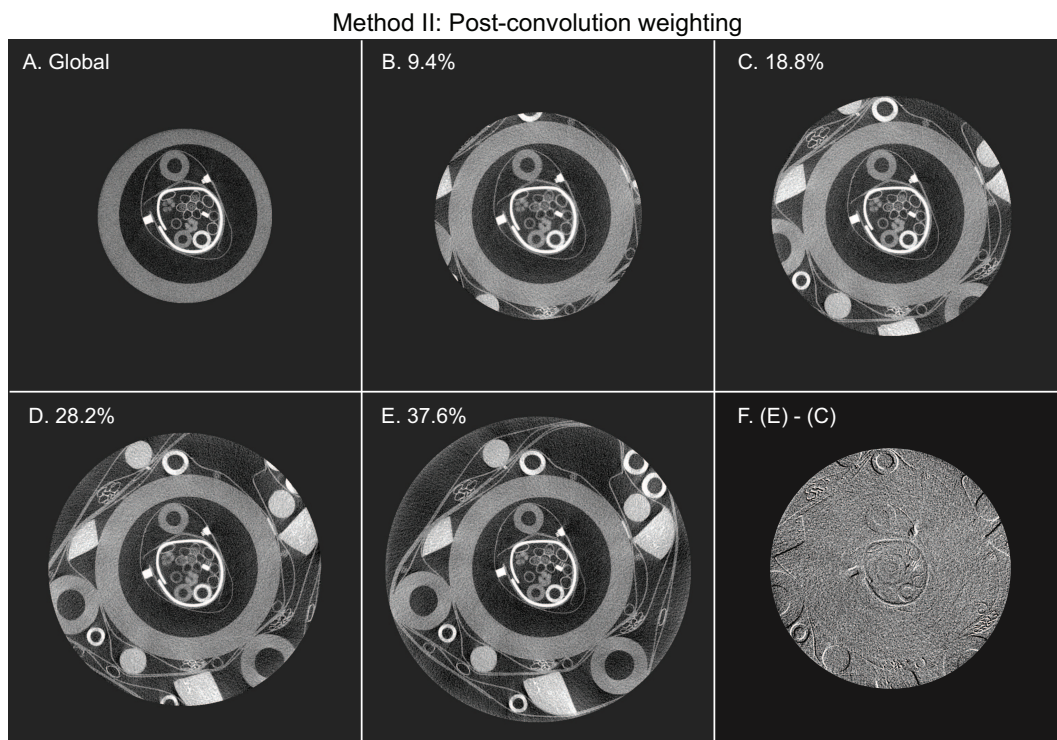 Method II: Post-convolution weighting
A. Global
B. 9.4%
C. 18.8%
D. 28.2%
E. 37.6%
F. (E) - (C)